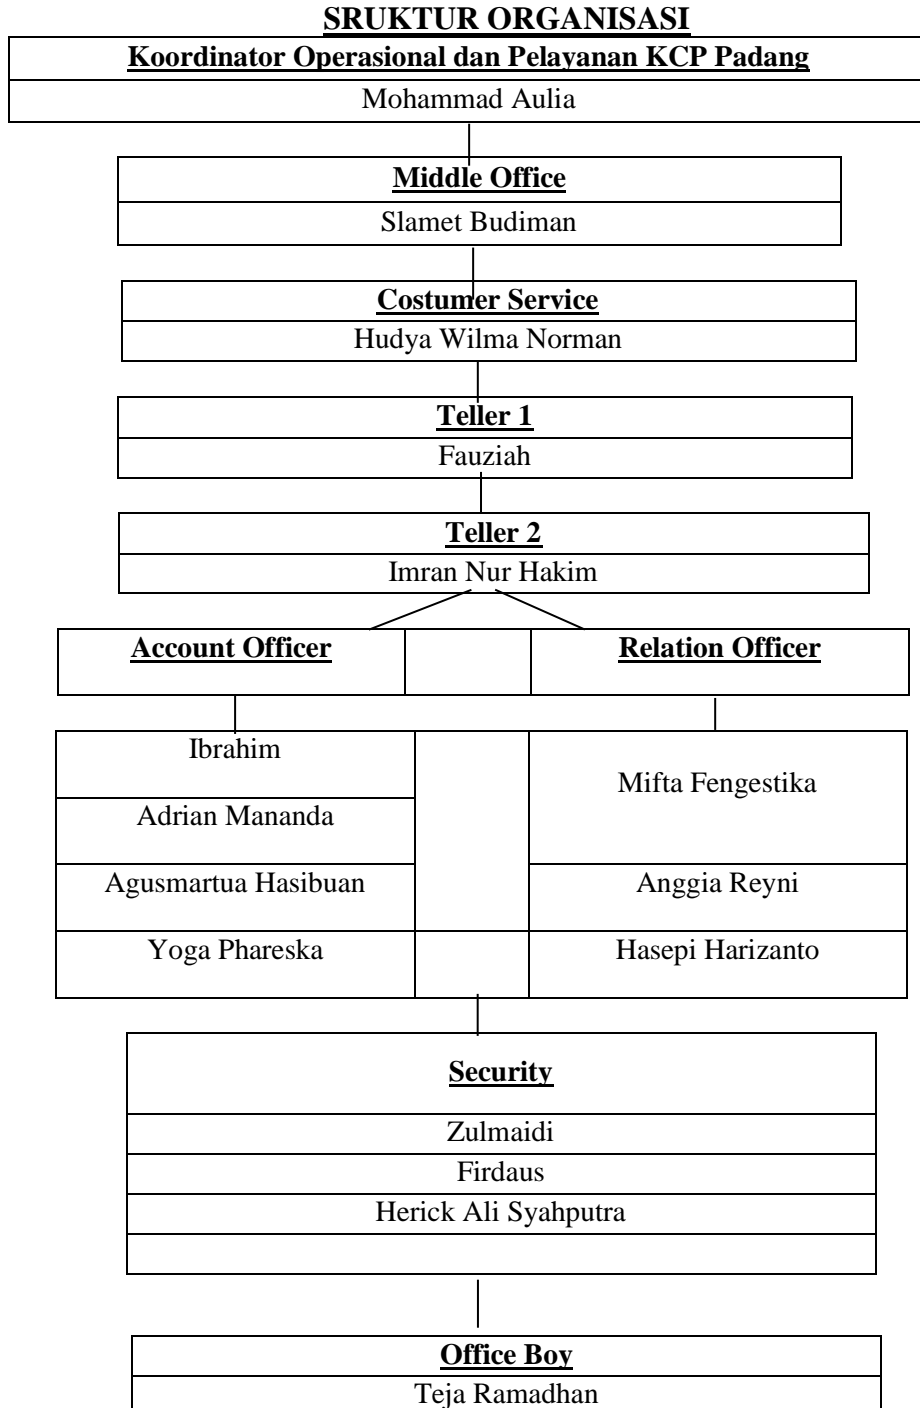 SRUKTUR ORGANISASI
Koordinator Operasional dan Pelayanan KCP Padang
Mohammad Aulia
Middle Office
Slamet Budiman
Costumer Service
Hudya Wilma Norman
Teller 1
Fauziah
Teller 2
Imran Nur Hakim
Account Officer
Relation Officer
Ibrahim
Adrian Mananda
Agusmartua Hasibuan
Yoga Phareska
Mifta Fengestika
Anggia Reyni
Hasepi Harizanto
Security
Zulmaidi
Firdaus
Herick Ali Syahputra
Office Boy
Teja Ramadhan